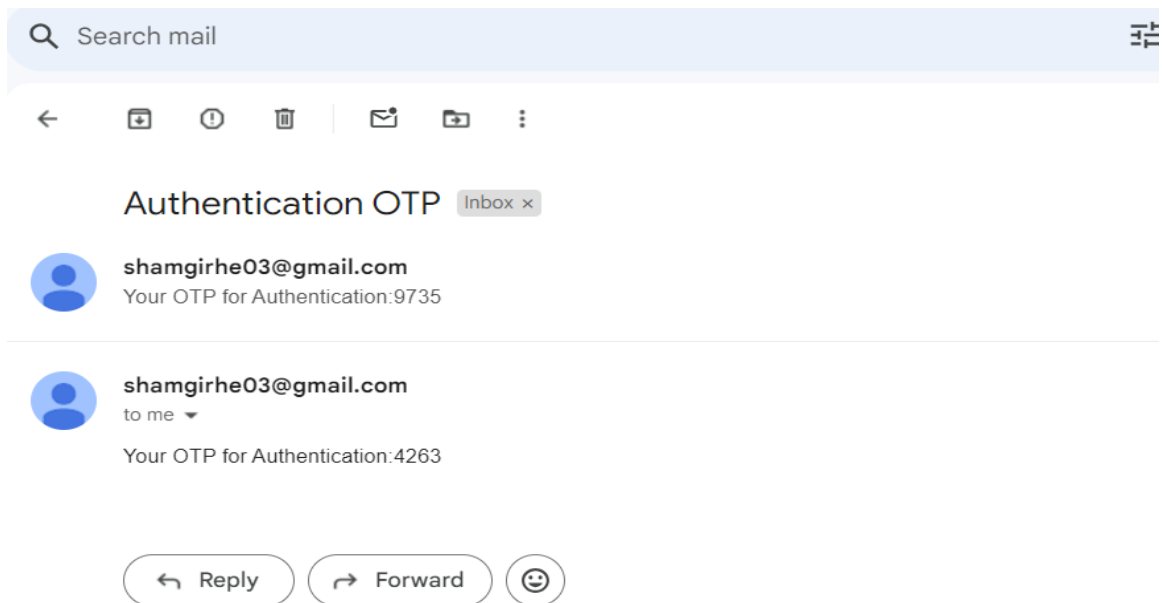 Search mail
Authentication OTP Inbox ×
shamgirhe03@gmail.com
Your OTP for Authentication:9735
shamgirhe03@gmail.com
to me
Your OTP for Authentication:4263
Reply Forward